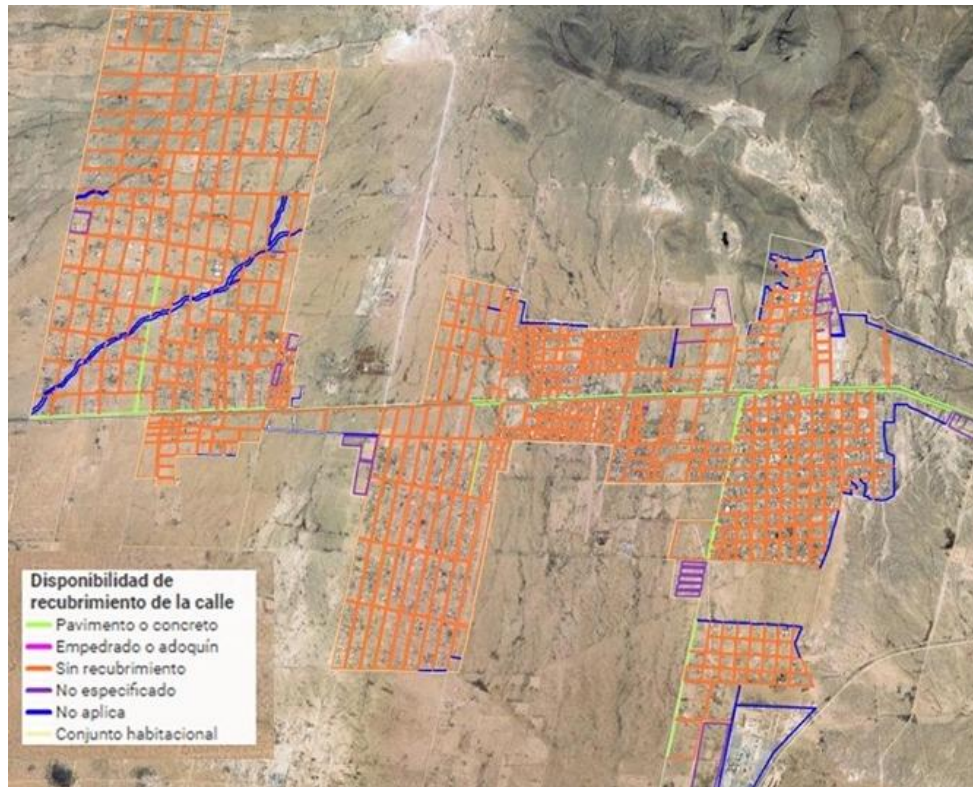 Disponibilidad de
recubrimiento de la calle
Pavimento o concreto
Empedrado o adoquín
Sin recubrimiento
No especificado
No aplica
Conjunto habitacional